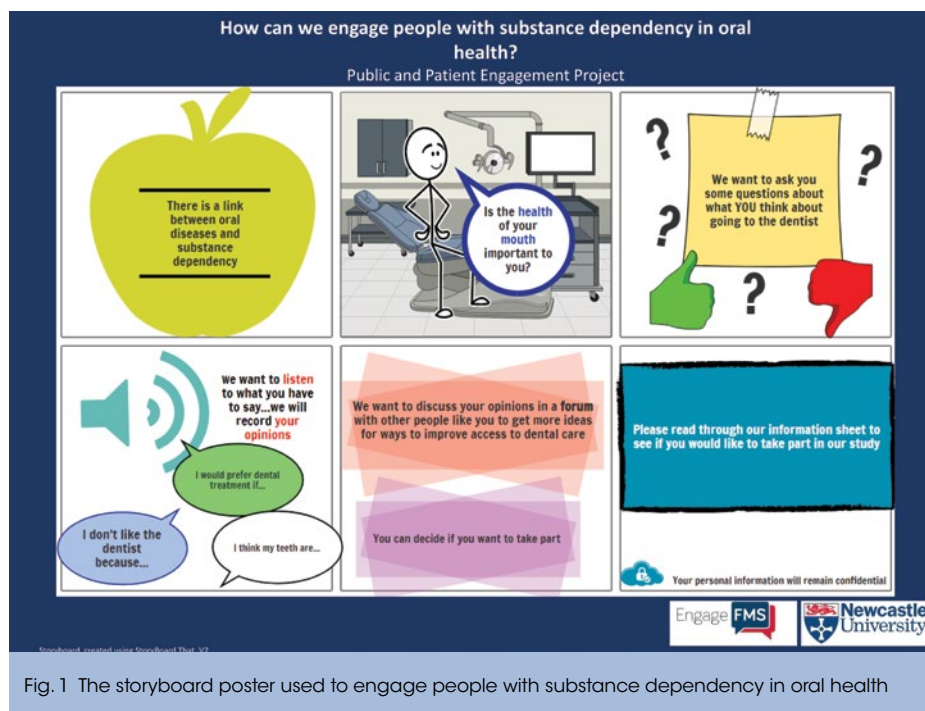 How can we engage people with substance dependency in oral
health?
Public and Patient Engagement Project
There is a link
between oral
diseases and
substance
dependency
Is the health
of your
mouth
important to
you?
We want to ask you
some questions about
what YOU think about
going to the dentist
We want to listen
to what you have
to say...we will
record your
opinions
I would prefer dental
treatment if...
I don't like the
dentist
because...
I think my teeth are...
We want to discuss your opinions in a forum
with other people like you to get more ideas
for ways to improve access to dental care
You can decide if you want to take part
Please read through our information sheet to
see if you would like to take part in our study
Your personal information will remain confidential
Engage FMS
Newcastle
University
Storyboard created using StoryBoard That V2
Fig. 1 The storyboard poster used to engage people with substance dependency in oral health